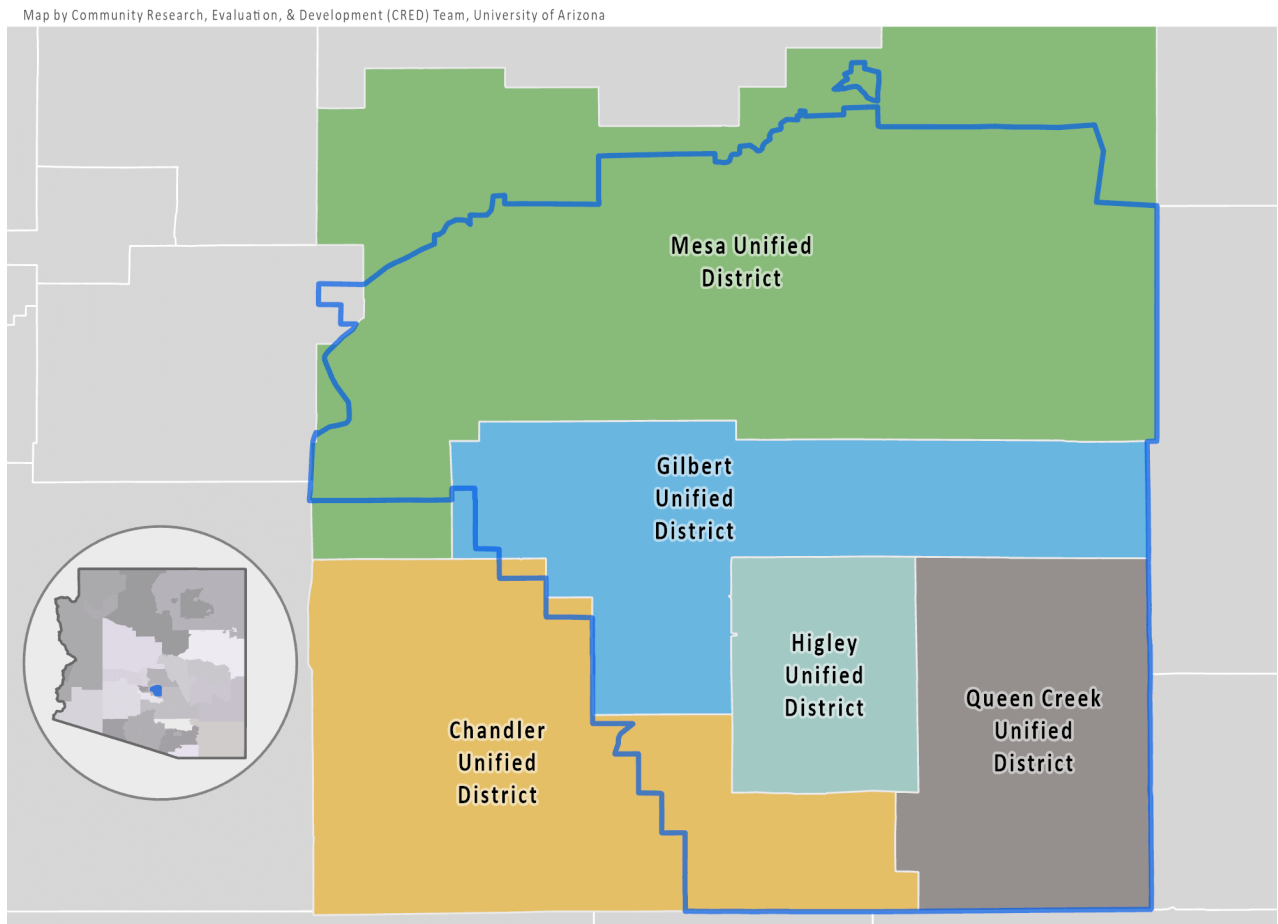 Map by Community Research, Evaluation, & Development (CRED) Team, University of Arizona
Mesa Unified
District
Gilbert
Unified
District
Higley
Unified
District
Queen Creek
Unified
District
Chandler
Unified
District